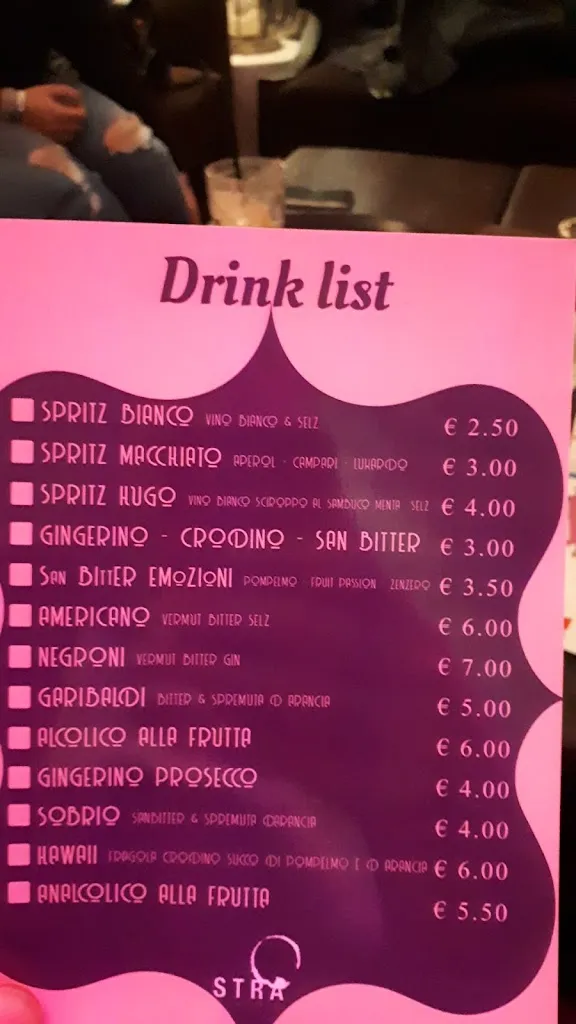 Drink list
SPRITZ BIANCO VINO BIANCO & SELZ € 2.50
SPRITZ MACCHIATO APEROL - CAMPARI - LUXARDO € 3.00
SPRITZ HUGO VINO BIANCO SCIROPPO AL SAMBUCO MENTA SELZ € 4.00
GINGERINO - CRODINO - SAN BITTER € 3.00
San BITTER EMOZIONI POMPELMO - FRUIT PASSION - ZENZERO € 3.50
AMERICANO VERMUT BITTER SELZ € 6.00
NEGRONI VERMUT BITTER GIN € 7.00
GARIBALDI BITTER & SPREMUTA D ARANCIA € 5.00
ALCOLICO ALLA FRUTTA € 6.00
GINGERINO PROSECCO € 4.00
SOBRIO SANBITTER & SPREMUTA DARANCIA € 4.00
HAWAII FRAGOLA CRODINO SUCCO DI POMPELMO E D ARANCIA € 6.00
ANALCOLICO ALLA FRUTTA € 5.50
STRA